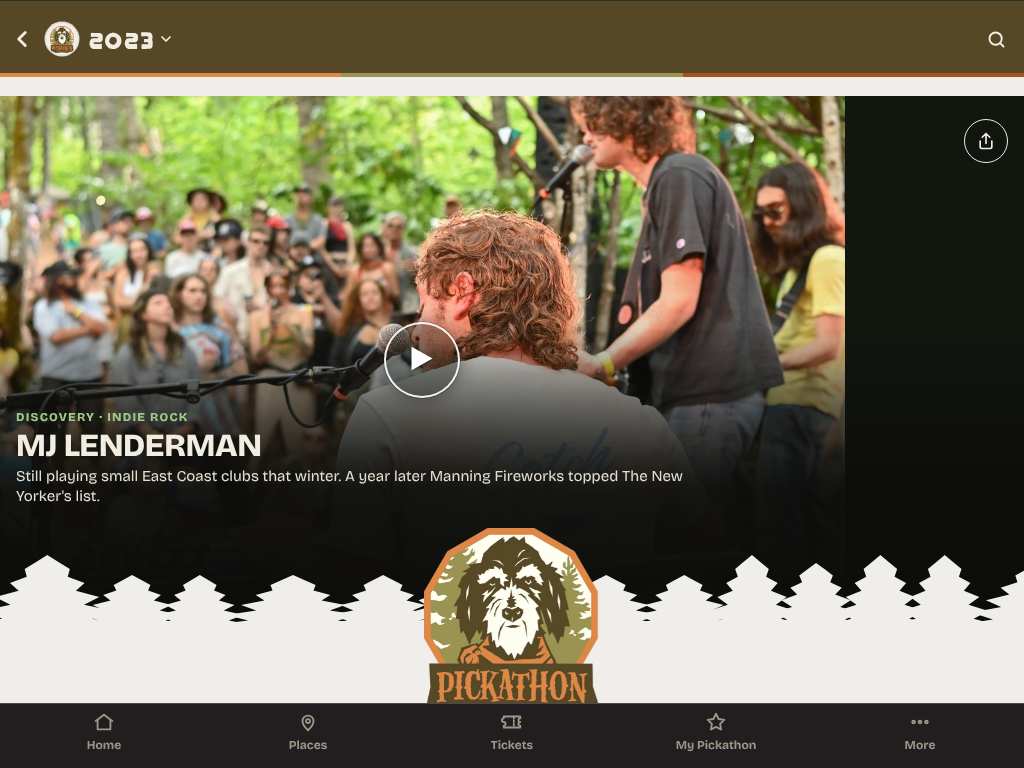 2023
DISCOVERY • INDIE ROCK
MJ LENDERMAN
Still playing small East Coast clubs that winter. A year later Manning Fireworks topped The New
Yorker's list.
PICKATHON
Home
Places
Tickets
My Pickathon
More